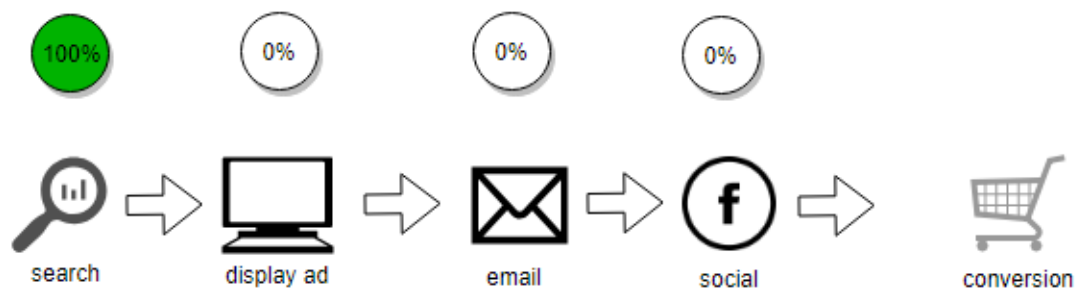 100%
0%
0%
0%
f
search
display ad
email
social
conversion